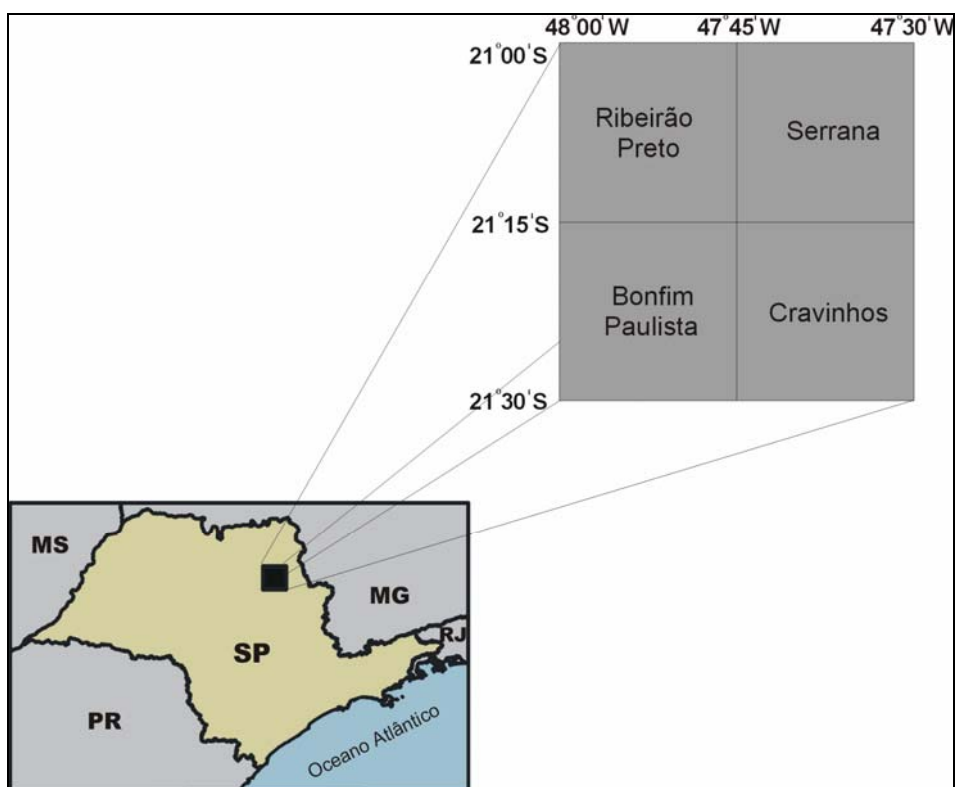 48°00'W 47°45'W 47°30'W
21°00'S
Ribeirão
Preto
Serrana
21°15'S
Bonfim
Paulista
Cravinhos
21°30'S
MS
MG
RJ
SP
PR
Oceano Atlântico